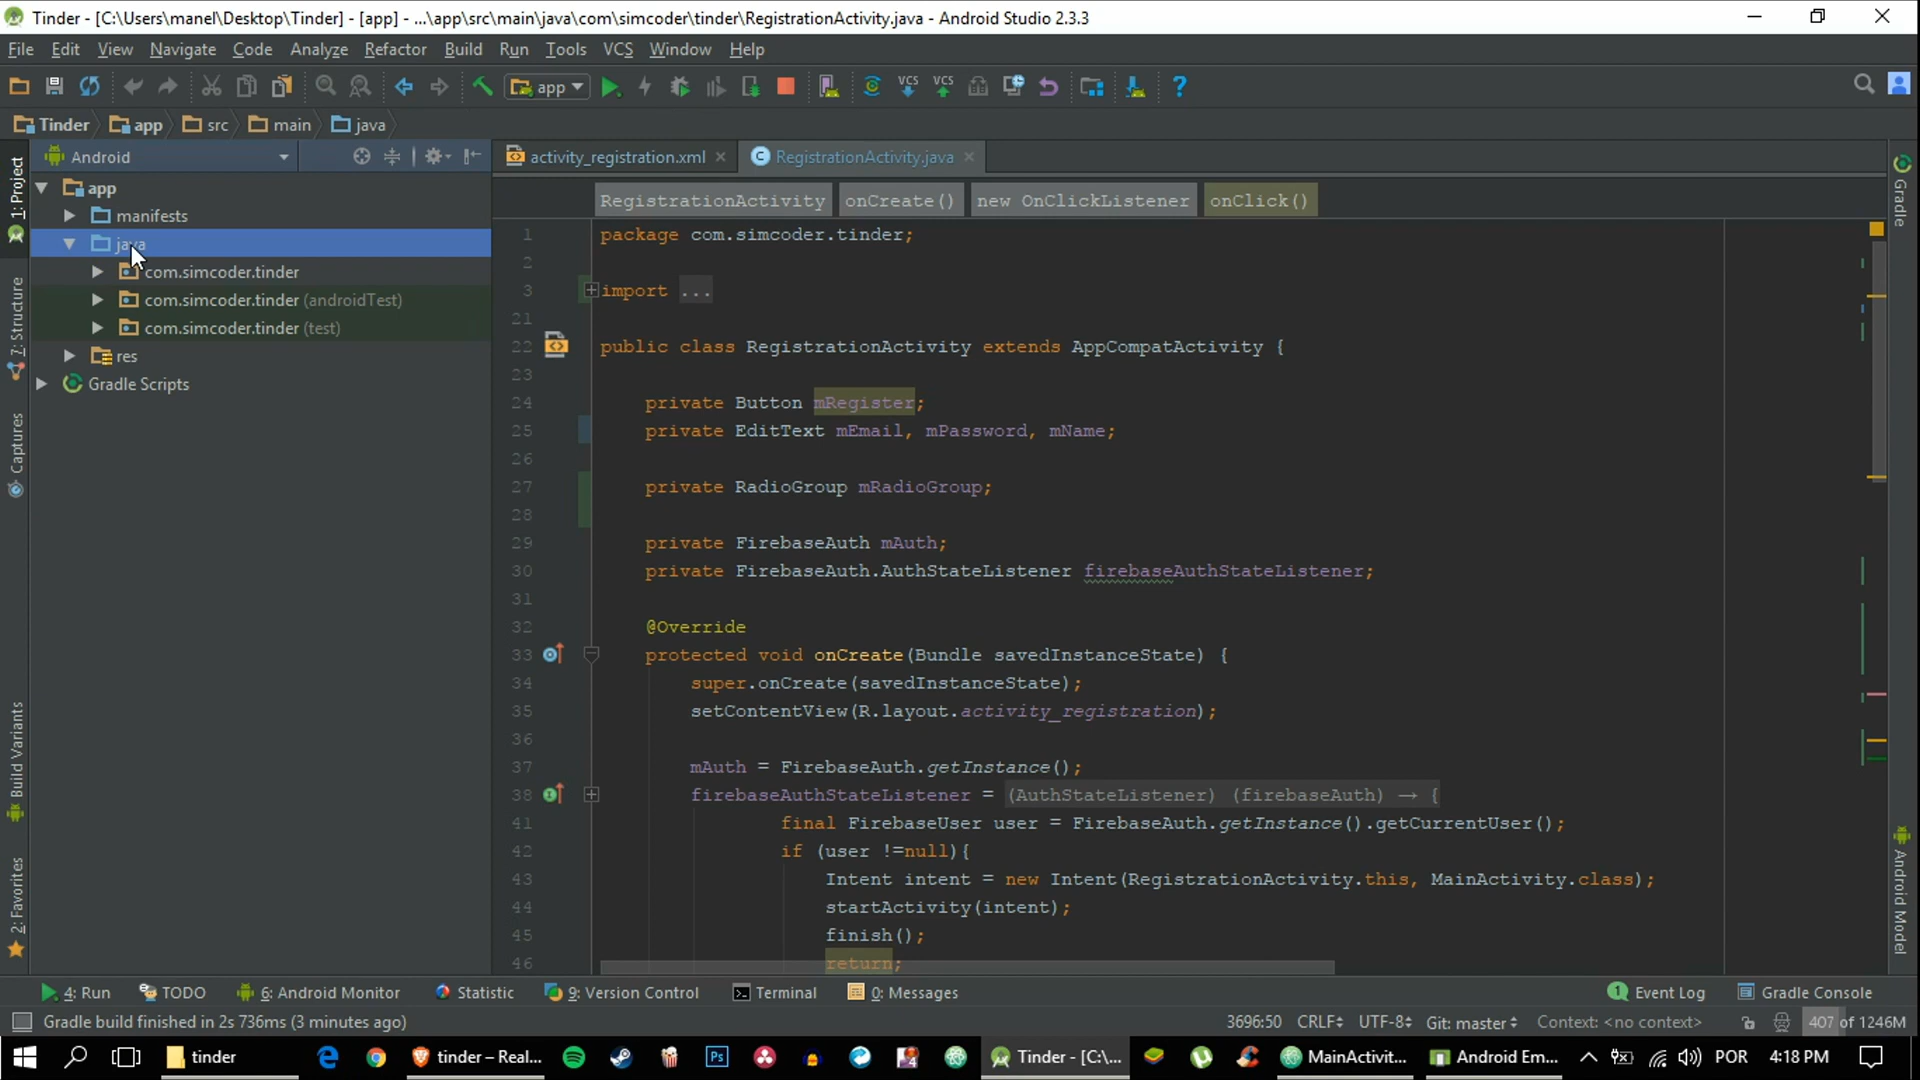 Tinder - [C:\Users\manel\Desktop\Tinder] - [app] - ...\app\src\main\java\com\simcoder\tinder\RegistrationActivity.java - Android Studio 2.3.3
File Edit View Navigate Code Analyze Refactor Build Run Tools VCS Window Help
app VCS VCS ?
Tinder app src main java
Android
activity_registration.xml RegistrationActivity.java
RegistrationActivity onCreate() new OnClickListener onClick()
app
manifests
java
com.simcoder.tinder
com.simcoder.tinder (androidTest)
com.simcoder.tinder (test)
res
Gradle Scripts
1: Project
7: Structure
Captures
Build Variants
2: Favorites
1 package com.simcoder.tinder;
2
3 import ...
21
22 public class RegistrationActivity extends AppCompatActivity {
23
24 private Button mRegister;
25 private EditText mEmail, mPassword, mName;
26
27 private RadioGroup mRadioGroup;
28
29 private FirebaseAuth mAuth;
30 private FirebaseAuth.AuthStateListener firebaseAuthStateListener;
31
32 @Override
33 protected void onCreate(Bundle savedInstanceState) {
34 super.onCreate(savedInstanceState);
35 setContentView(R.layout.activity_registration);
36
37 mAuth = FirebaseAuth.getInstance();
38 firebaseAuthStateListener = (AuthStateListener) (firebaseAuth) → {
41 final FirebaseUser user = FirebaseAuth.getInstance().getCurrentUser();
42 if (user !=null){
43 Intent intent = new Intent(RegistrationActivity.this, MainActivity.class);
44 startActivity(intent);
45 finish();
46 return;
Gradle
Android Model
4: Run TODO 6: Android Monitor Statistic 9: Version Control Terminal 0: Messages 1 Event Log Gradle Console
Gradle build finished in 2s 736ms (3 minutes ago) 3696:50 CRLF UTF-8 Git: master Context: <no context> 407 of 1246M
tinder tinder – Real... Ps Tinder - [C:\... MainActivit... Android Em... POR 4:18 PM